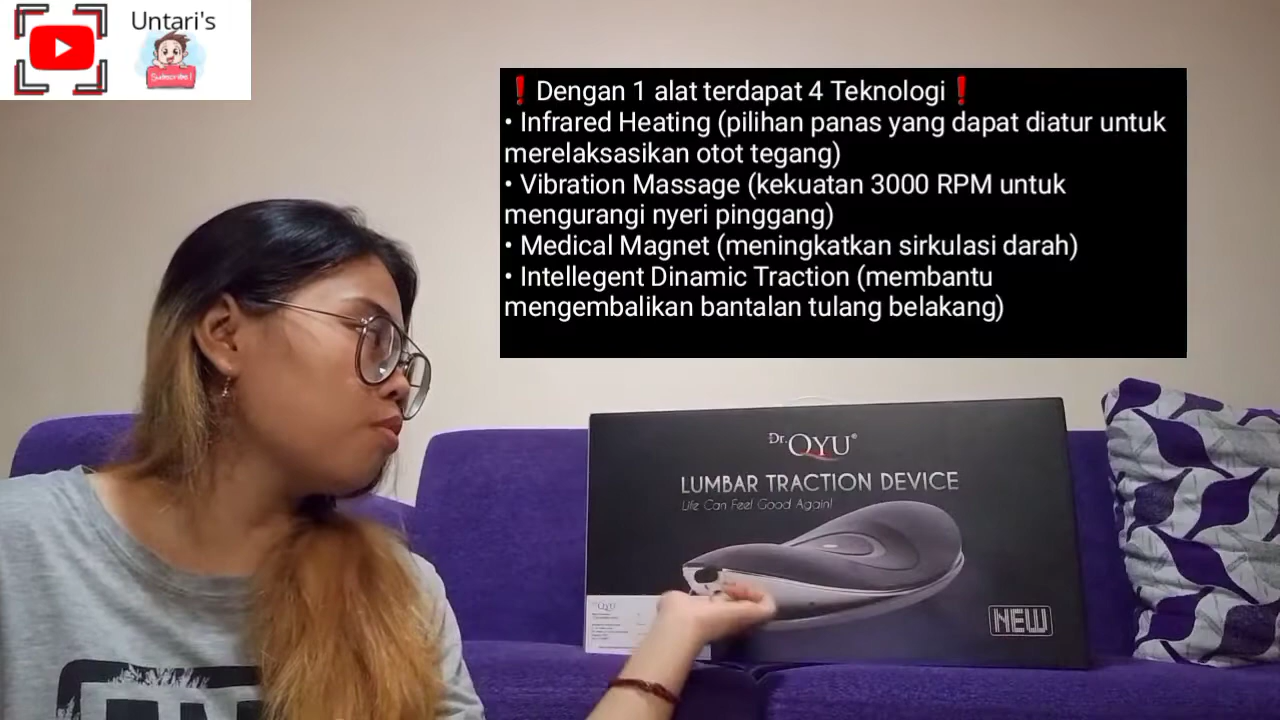 Untari's
Subscribe!
❗Dengan 1 alat terdapat 4 Teknologi❗
• Infrared Heating (pilihan panas yang dapat diatur untuk
merelaksasikan otot tegang)
• Vibration Massage (kekuatan 3000 RPM untuk
mengurangi nyeri pinggang)
• Medical Magnet (meningkatkan sirkulasi darah)
• Intellegent Dinamic Traction (membantu
mengembalikan bantalan tulang belakang)
Dr. QYU®
LUMBAR TRACTION DEVICE
Life Can Feel Good Again!
QYU
NEW